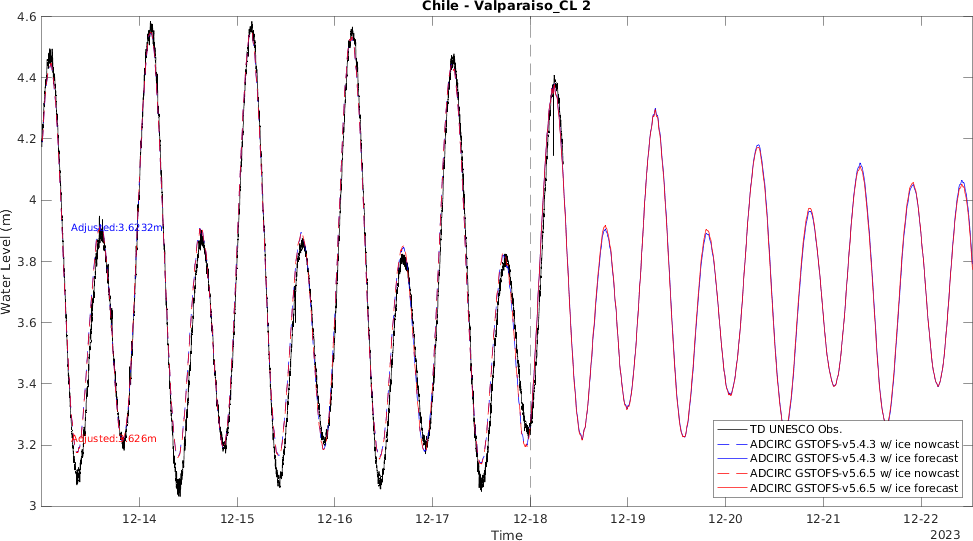 Chile - Valparaiso_CL 2
4.6
4.4
4.2
4
3.8
3.6
3.4
3.2
3
Water Level (m)
Adjusted:3.6232m
Adjusted:3.626m
TD UNESCO Obs.
ADCIRC GSTOFS-v5.4.3 w/ ice nowcast
ADCIRC GSTOFS-v5.4.3 w/ ice forecast
ADCIRC GSTOFS-v5.6.5 w/ ice nowcast
ADCIRC GSTOFS-v5.6.5 w/ ice forecast
12-14 12-15 12-16 12-17 12-18 12-19 12-20 12-21 12-22
Time
2023